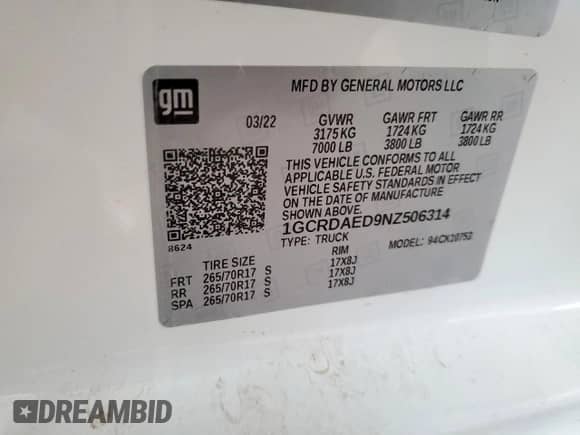 gm
MFD BY GENERAL MOTORS LLC
03/22 GVWR GAWR FRT GAWR RR
3175 KG 1724 KG 1724 KG
7000 LB 3800 LB 3800 LB
THIS VEHICLE CONFORMS TO ALL
APPLICABLE U.S. FEDERAL MOTOR
VEHICLE SAFETY STANDARDS IN EFFECT
ON THE DATE OF MANUFACTURE
SHOWN ABOVE.
1GCRDAED9NZ506314
8624
TYPE: TRUCK MODEL:
TIRE SIZE RIM
FRT 265/70R17 S 17X8J
RR 265/70R17 S 17X8J
SPA 265/70R17 S 17X8J
DREAMBID